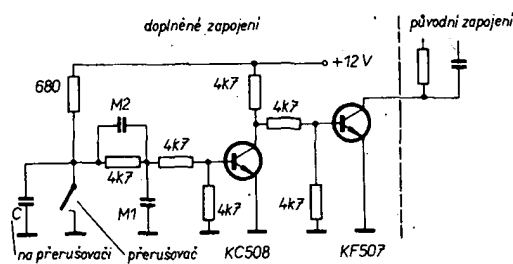 doplněné zapojení
původní zapojení
+12 V
680
4k7
M2
4k7
4k7
4k7
4k7
M1
4k7
4k7
C
na přerušovači
přerušovač
KC508
KF507